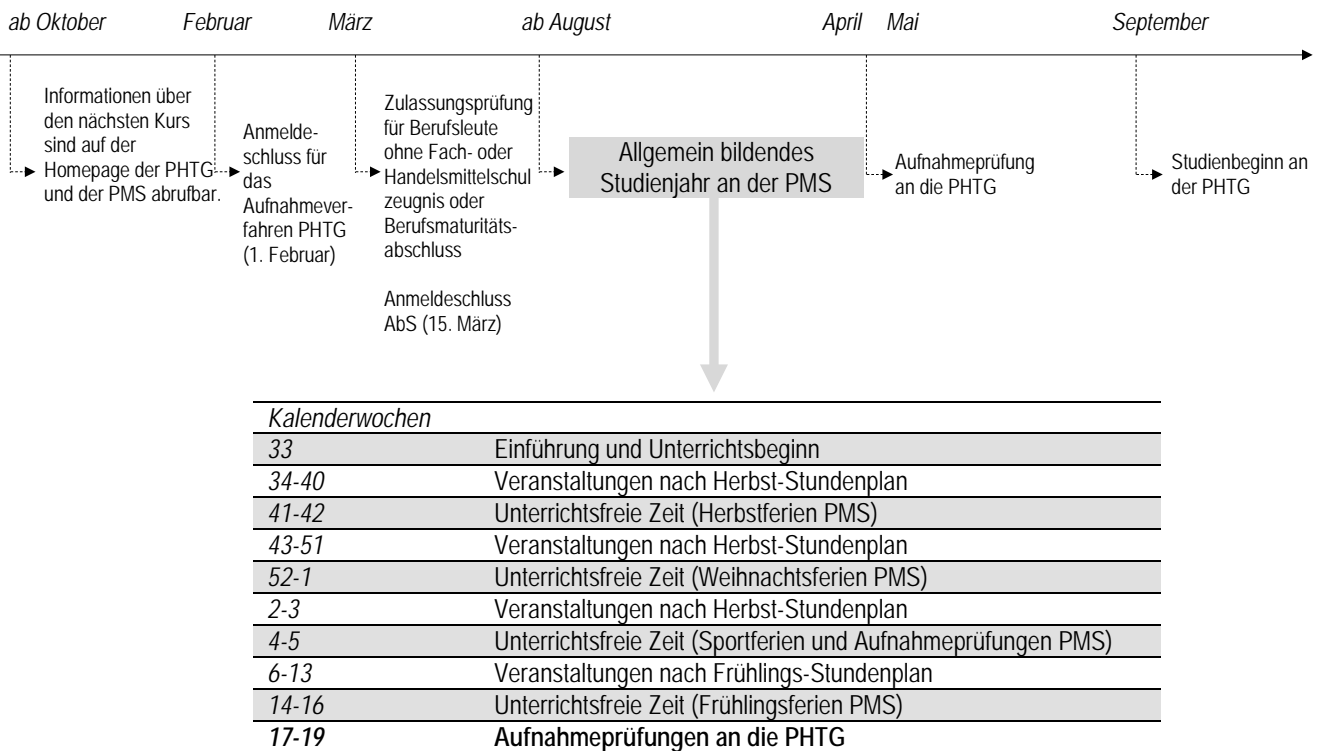 ab Oktober Februar März ab August April Mai September
Informationen über
den nächsten Kurs
sind auf der
Homepage der PHTG
und der PMS abrufbar.
Anmelde-
schluss für
das
Aufnahmever-
fahren PHTG
(1. Februar)
Zulassungsprüfung
für Berufsleute
ohne Fach- oder
Handelsmittelschul
zeugnis oder
Berufsmaturitäts-
abschluss
Anmeldeschluss
AbS (15. März)
Allgemein bildendes
Studienjahr an der PMS
Aufnahmeprüfung
an die PHTG
Studienbeginn an
der PHTG
Kalenderwochen
33 Einführung und Unterrichtsbeginn
34-40 Veranstaltungen nach Herbst-Stundenplan
41-42 Unterrichtsfreie Zeit (Herbstferien PMS)
43-51 Veranstaltungen nach Herbst-Stundenplan
52-1 Unterrichtsfreie Zeit (Weihnachtsferien PMS)
2-3 Veranstaltungen nach Herbst-Stundenplan
4-5 Unterrichtsfreie Zeit (Sportferien und Aufnahmeprüfungen PMS)
6-13 Veranstaltungen nach Frühlings-Stundenplan
14-16 Unterrichtsfreie Zeit (Frühlingsferien PMS)
17-19 Aufnahmeprüfungen an die PHTG